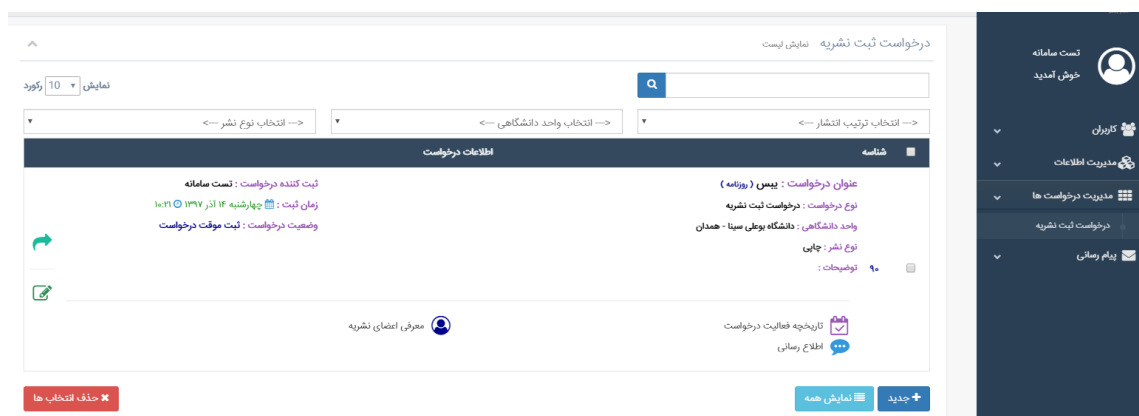 تست سامانه
خوش آمدید
کاربران
مدیریت اطلاعات
مدیریت درخواست ها
درخواست ثبت نشریه
پیام رسانی
درخواست ثبت نشریه نمایش لیست
نمایش 10 رکورد
<--- انتخاب ترتیب انتشار --->
<--- انتخاب واحد دانشگاهی --->
<--- انتخاب نوع نشر --->
شناسه اطلاعات درخواست
عنوان درخواست : بیس ( روزنامه )
ثبت کننده درخواست : تست سامانه
نوع درخواست : درخواست ثبت نشریه
زمان ثبت : چهارشنبه ۱۴ آذر ۱۳۹۷ ۱۰:۲۱
واحد دانشگاهی : دانشگاه بوعلی سینا - همدان
وضعیت درخواست : ثبت موقت درخواست
نوع نشر : چاپی
۹۰ توضیحات :
تاریخچه فعالیت درخواست
معرفی اعضای نشریه
اطلاع رسانی
جدید
نمایش همه
حذف انتخاب ها